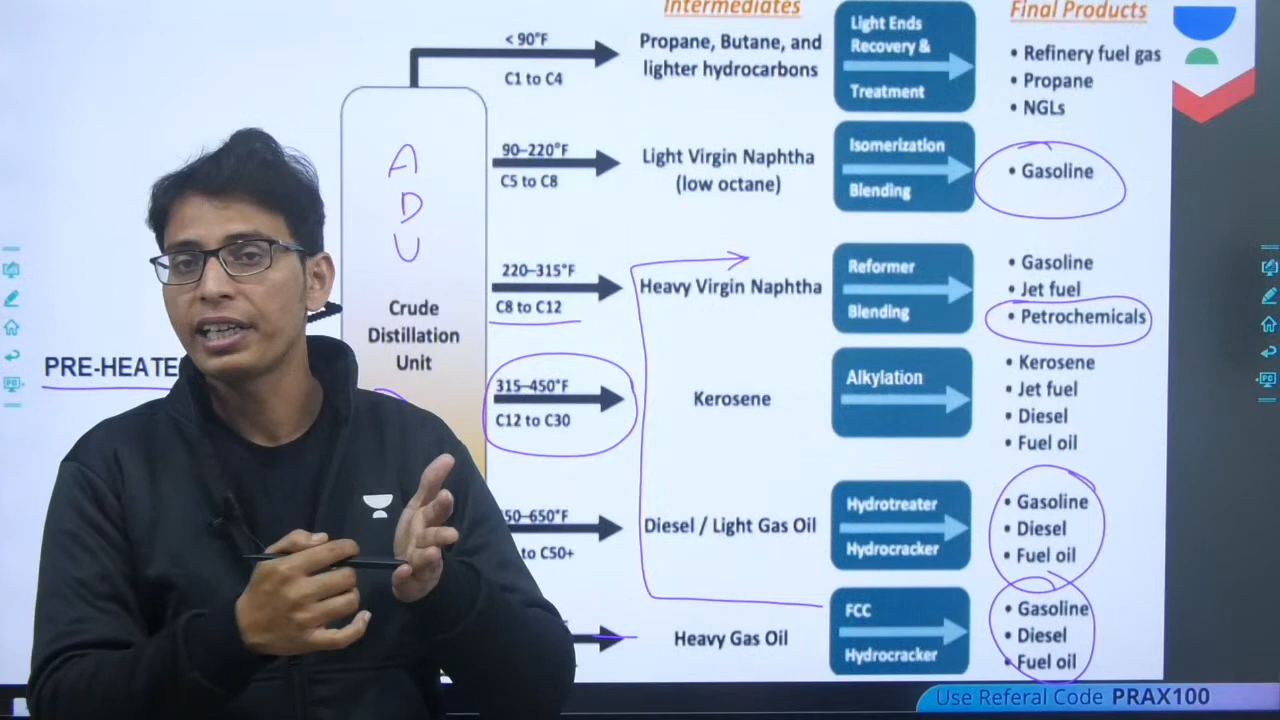 Intermediates
Final Products
< 90°F
C1 to C4
Propane, Butane, and
lighter hydrocarbons
Light Ends
Recovery &
Treatment
• Refinery fuel gas
• Propane
• NGLs
90–220°F
C5 to C8
Light Virgin Naphtha
(low octane)
Isomerization
Blending
• Gasoline
A
D
U
Crude
Distillation
Unit
220–315°F
C8 to C12
Heavy Virgin Naphtha
Reformer
Blending
• Gasoline
• Jet fuel
• Petrochemicals
PRE-HEATE
315–450°F
C12 to C30
Kerosene
Alkylation
• Kerosene
• Jet fuel
• Diesel
• Fuel oil
50–650°F
to C50+
Diesel / Light Gas Oil
Hydrotreater
Hydrocracker
• Gasoline
• Diesel
• Fuel oil
Heavy Gas Oil
FCC
Hydrocracker
• Gasoline
• Diesel
• Fuel oil
Use Referal Code PRAX100